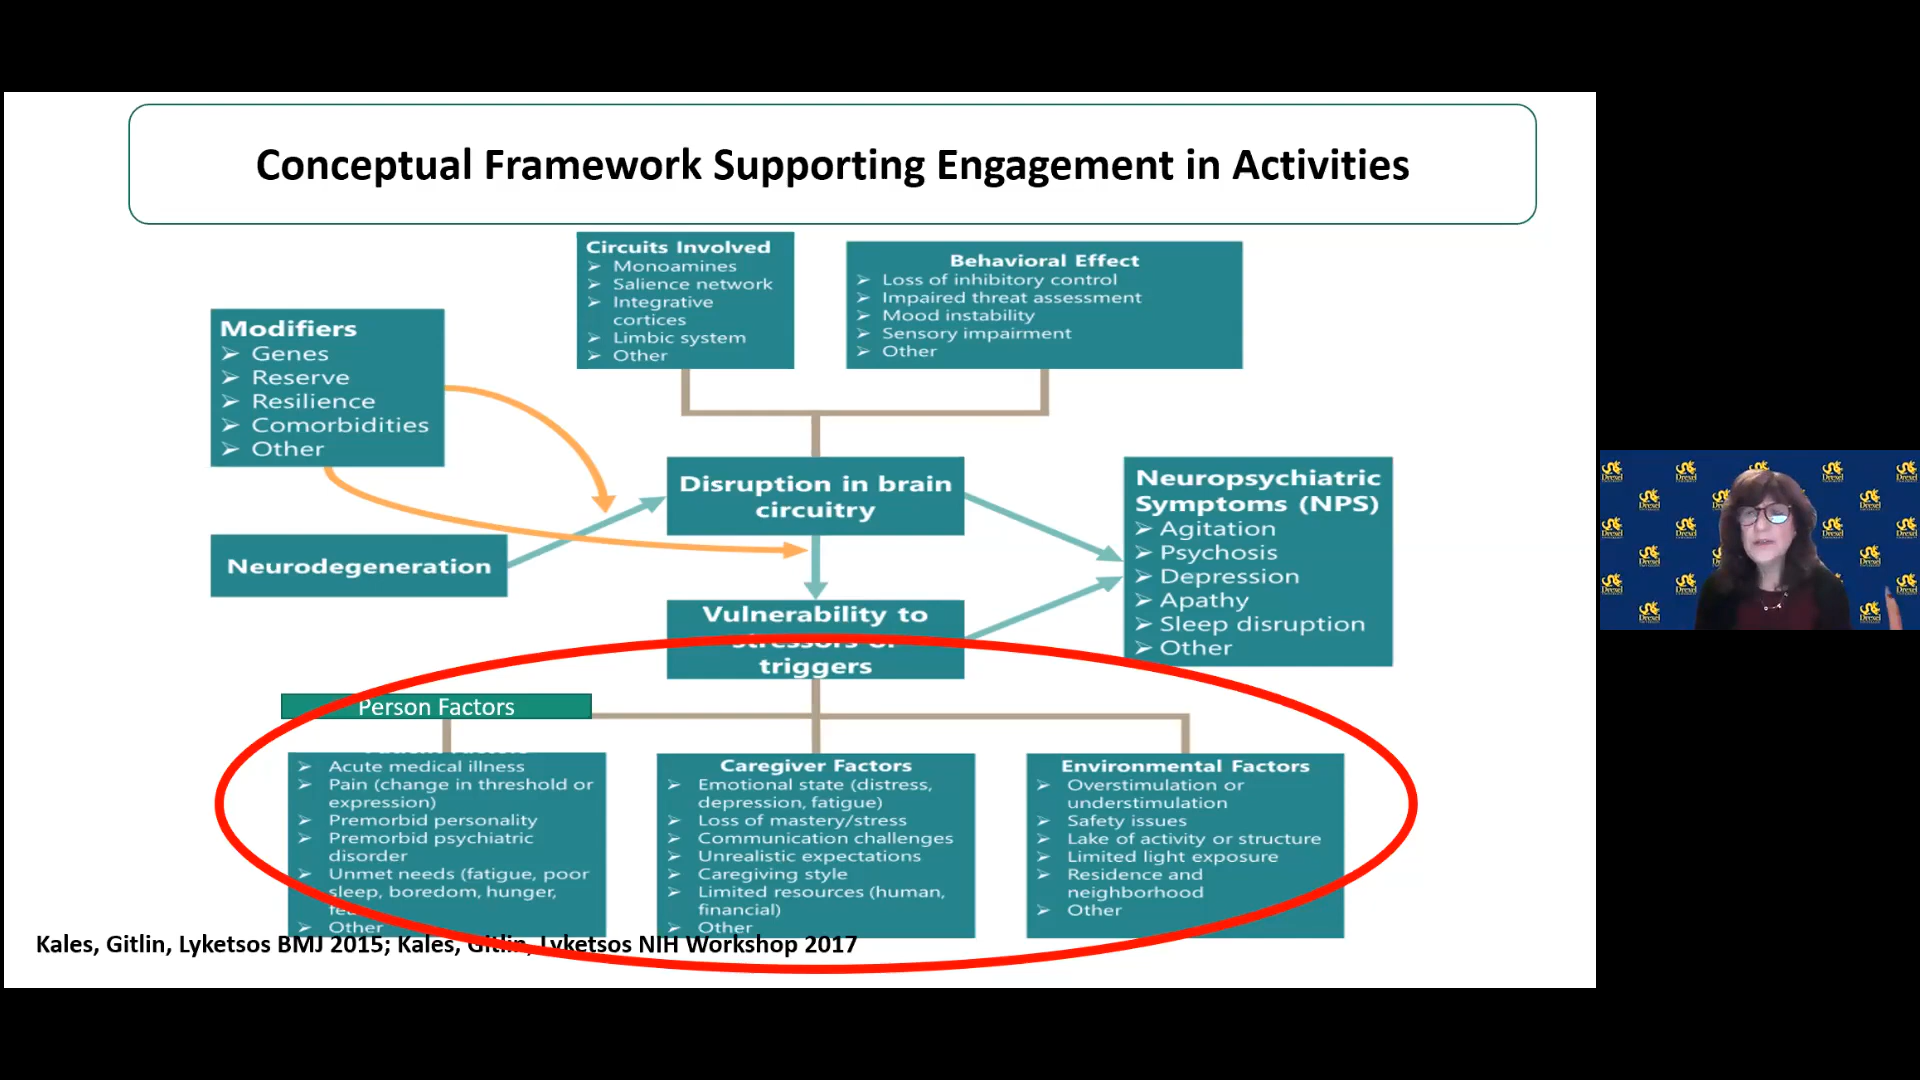 Conceptual Framework Supporting Engagement in Activities
Circuits Involved
Monoamines
Salience network
Integrative
cortices
Limbic system
Other
Behavioral Effect
Loss of inhibitory control
Impaired threat assessment
Mood instability
Sensory impairment
Other
Modifiers
Genes
Reserve
Resilience
Comorbidities
Other
Disruption in brain
circuitry
Neuropsychiatric
Symptoms (NPS)
Agitation
Psychosis
Depression
Apathy
Sleep disruption
Other
Neurodegeneration
Vulnerability to
stressors or
triggers
Person Factors
Acute medical illness
Pain (change in threshold or
expression)
Premorbid personality
Premorbid psychiatric
disorder
Unmet needs (fatigue, poor
sleep, boredom, hunger,
Other
Caregiver Factors
Emotional state (distress,
depression, fatigue)
Loss of mastery/stress
Communication challenges
Unrealistic expectations
Caregiving style
Limited resources (human,
financial)
Other
Environmental Factors
Overstimulation or
understimulation
Safety issues
Lake of activity or structure
Limited light exposure
Residence and
neighborhood
Other
Kales, Gitlin, Lyketsos BMJ 2015; Kales, Gitlin, Lyketsos NIH Workshop 2017
Drexel